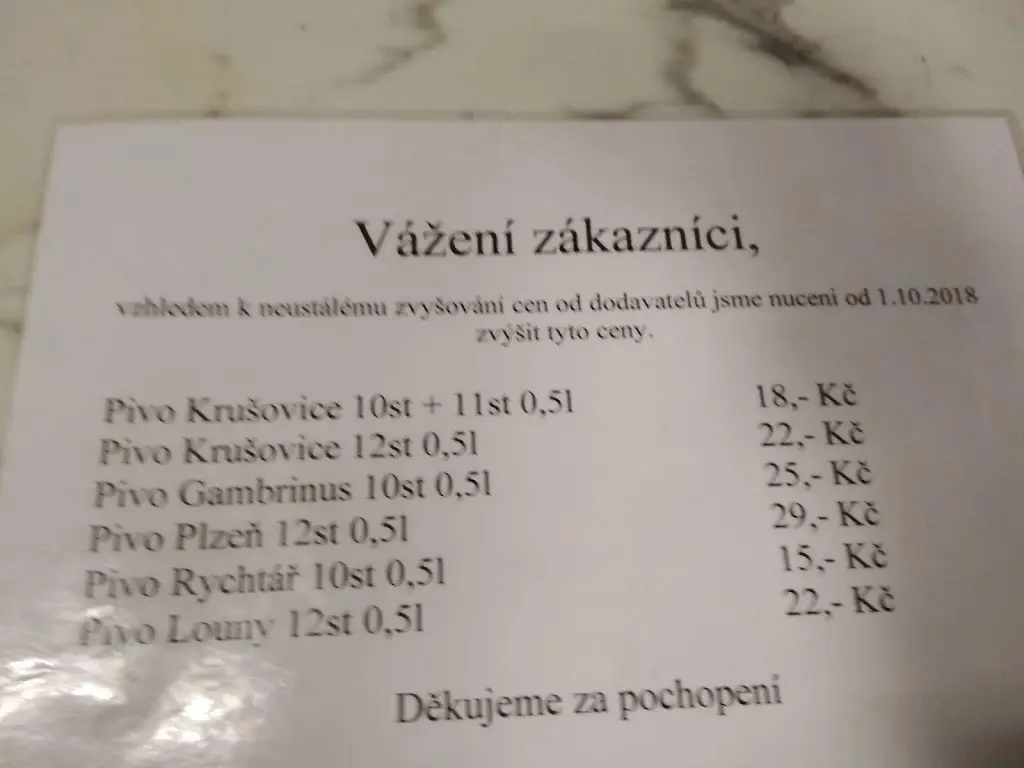 Vážení zákazníci,
vzhledem k neustálému zvyšování cen od dodavatelů jsme nuceni od 1.10.2018
zvýšit tyto ceny.
Pivo Krušovice 10st + 11st 0,5l 18,- Kč
Pivo Krušovice 12st 0,5l 22,- Kč
Pivo Gambrinus 10st 0,5l 25,- Kč
Pivo Plzeň 12st 0,5l 29,- Kč
Pivo Rychtář 10st 0,5l 15,- Kč
Pivo Louny 12st 0,5l 22,- Kč
Děkujeme za pochopení